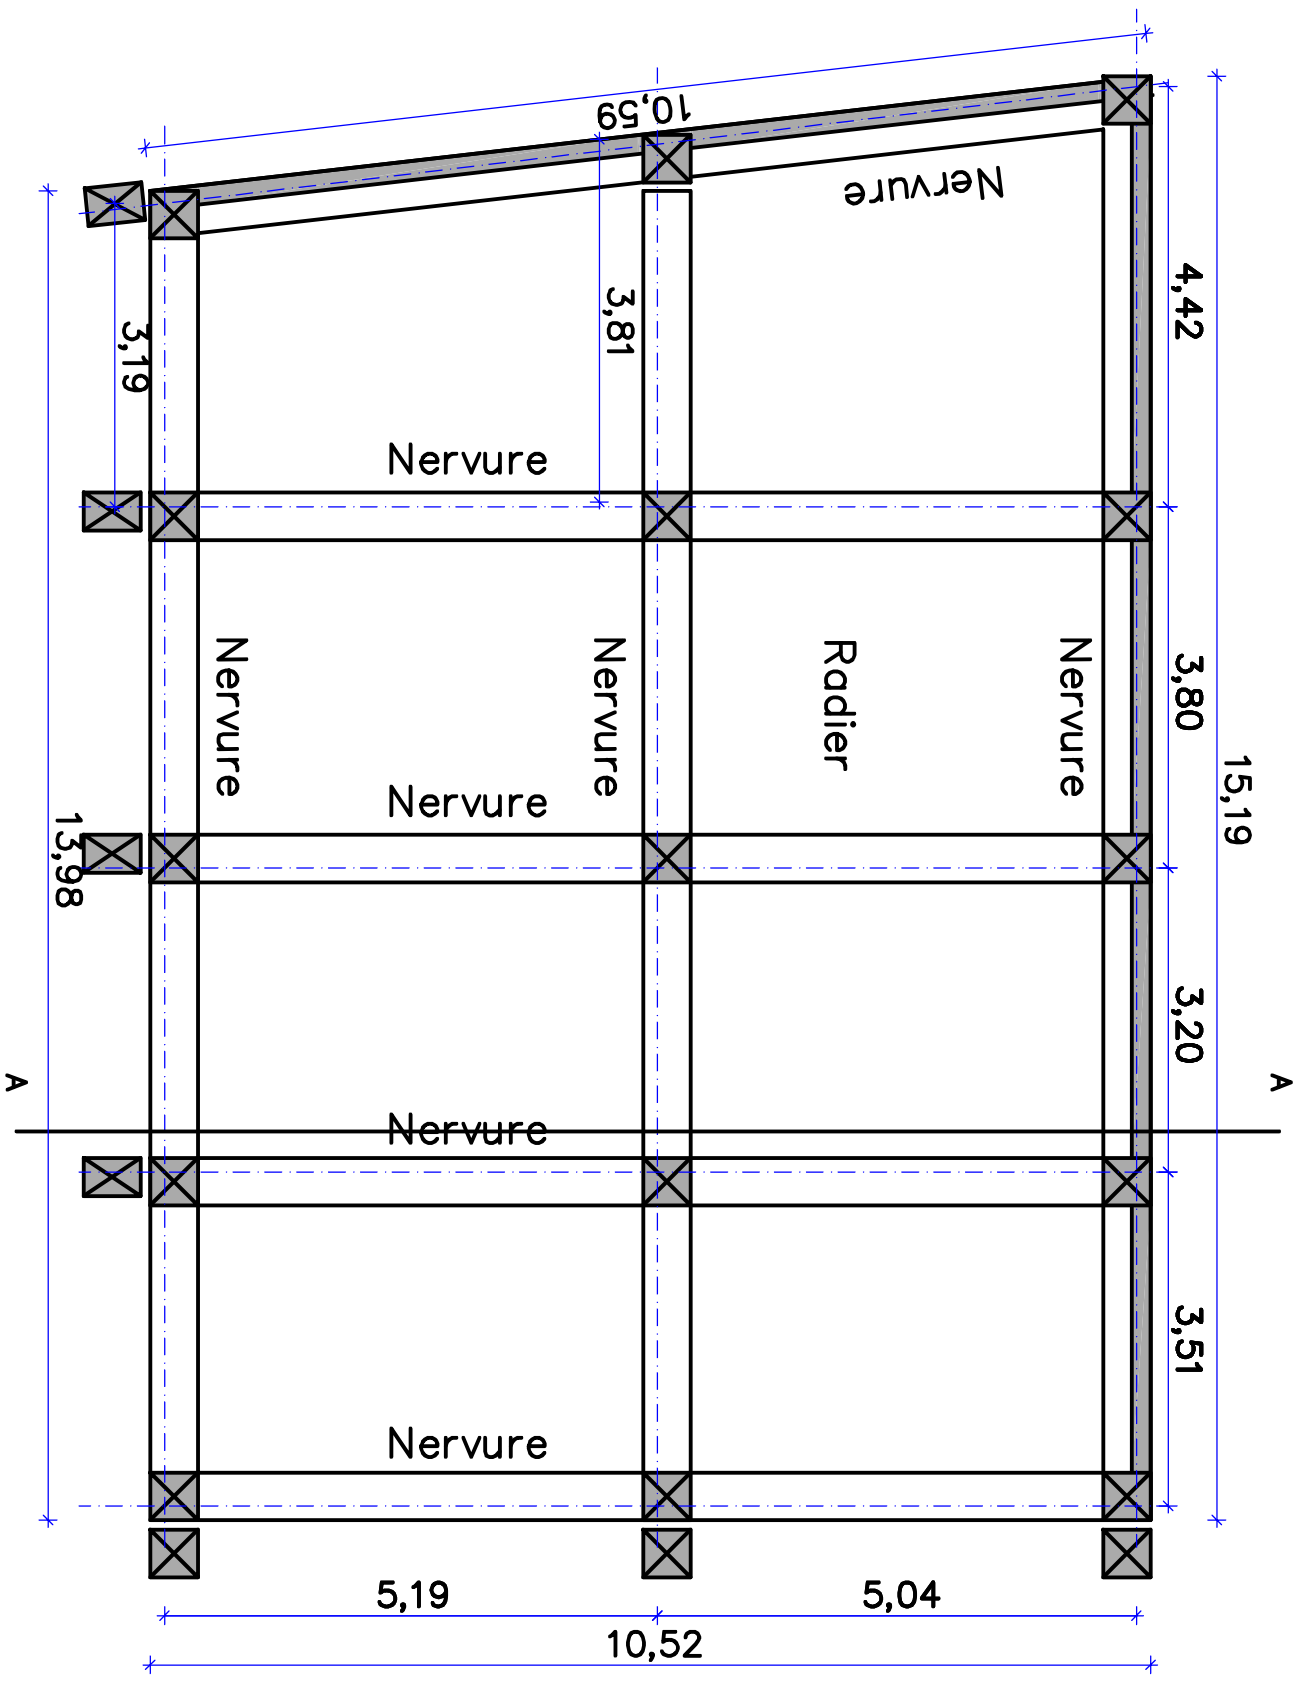 10,59
Nervure
4,42
3,81
3,19
Nervure
Nervure
Nervure
Radier
Nervure
3,80
15,19
Nervure
13,98
3,20
A
A
Nervure
3,51
Nervure
5,19
5,04
10,52